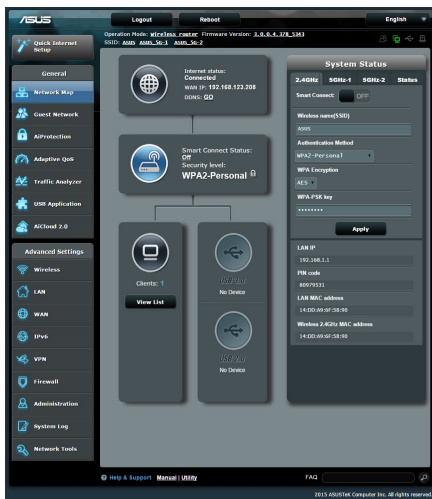 ASUS
Logout
Reboot
English
Operation Mode: Wireless router Firmware Version: 3.0.0.4.378_5343
SSID: ASUS ASUS_5G-1 ASUS_5G-2
Quick Internet
Setup
General
Network Map
Guest Network
AiProtection
Adaptive QoS
Traffic Analyzer
USB Application
AiCloud 2.0
Advanced Settings
Wireless
LAN
WAN
IPv6
VPN
Firewall
Administration
System Log
Network Tools
Internet status:
Connected
WAN IP: 192.168.123.208
DDNS: GO
Smart Connect Status:
Off
Security level:
WPA2-Personal
Clients: 1
View List
USB 3.0
No Device
USB 2.0
No Device
System Status
2.4GHz 5GHz-1 5GHz-2 Status
Smart Connect: OFF
Wireless name(SSID)
ASUS
Authentication Method
WPA2-Personal
WPA Encryption
AES
WPA-PSK key
••••••••
Apply
LAN IP
192.168.1.1
PIN code
80979531
LAN MAC address
14:DD:A9:6F:58:90
Wireless 2.4GHz MAC address
14:DD:A9:6F:58:90
Help & Support Manual | Utility
FAQ
2015 ASUSTeK Computer Inc. All rights reserved